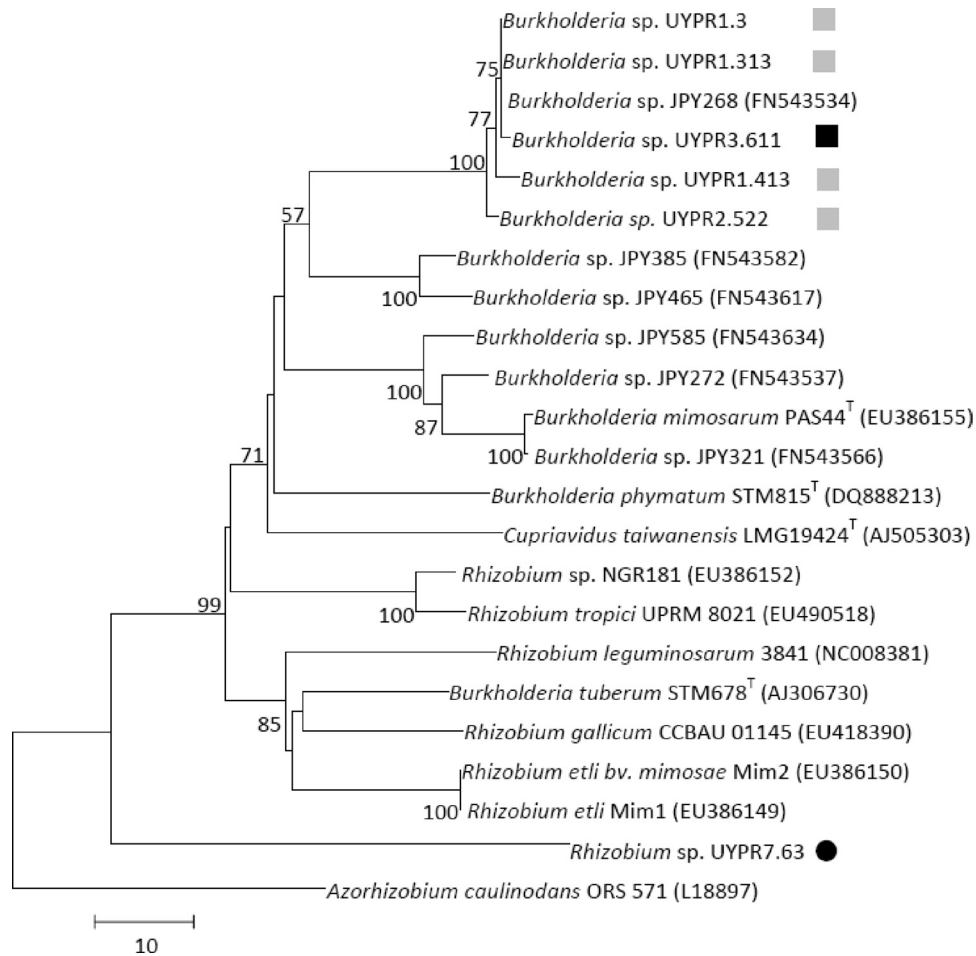 Burkholderia sp. UYPR1.3
Burkholderia sp. UYPR1.313
75
Burkholderia sp. JPY268 (FN543534)
77
Burkholderia sp. UYPR3.611
100
Burkholderia sp. UYPR1.413
57
Burkholderia sp. UYPR2.522
Burkholderia sp. JPY385 (FN543582)
100
Burkholderia sp. JPY465 (FN543617)
Burkholderia sp. JPY585 (FN543634)
100
Burkholderia sp. JPY272 (FN543537)
87
Burkholderia mimosarum PAS44T (EU386155)
71
100
Burkholderia sp. JPY321 (FN543566)
Burkholderia phymatum STM815T (DQ888213)
Cupriavidus taiwanensis LMG19424T (AJ505303)
Rhizobium sp. NGR181 (EU386152)
99
100
Rhizobium tropici UPRM 8021 (EU490518)
Rhizobium leguminosarum 3841 (NC008381)
Burkholderia tuberum STM678T (AJ306730)
85
Rhizobium gallicum CCBAU 01145 (EU418390)
Rhizobium etli bv. mimosae Mim2 (EU386150)
100
Rhizobium etli Mim1 (EU386149)
Rhizobium sp. UYPR7.63
Azorhizobium caulinodans ORS 571 (L18897)
10